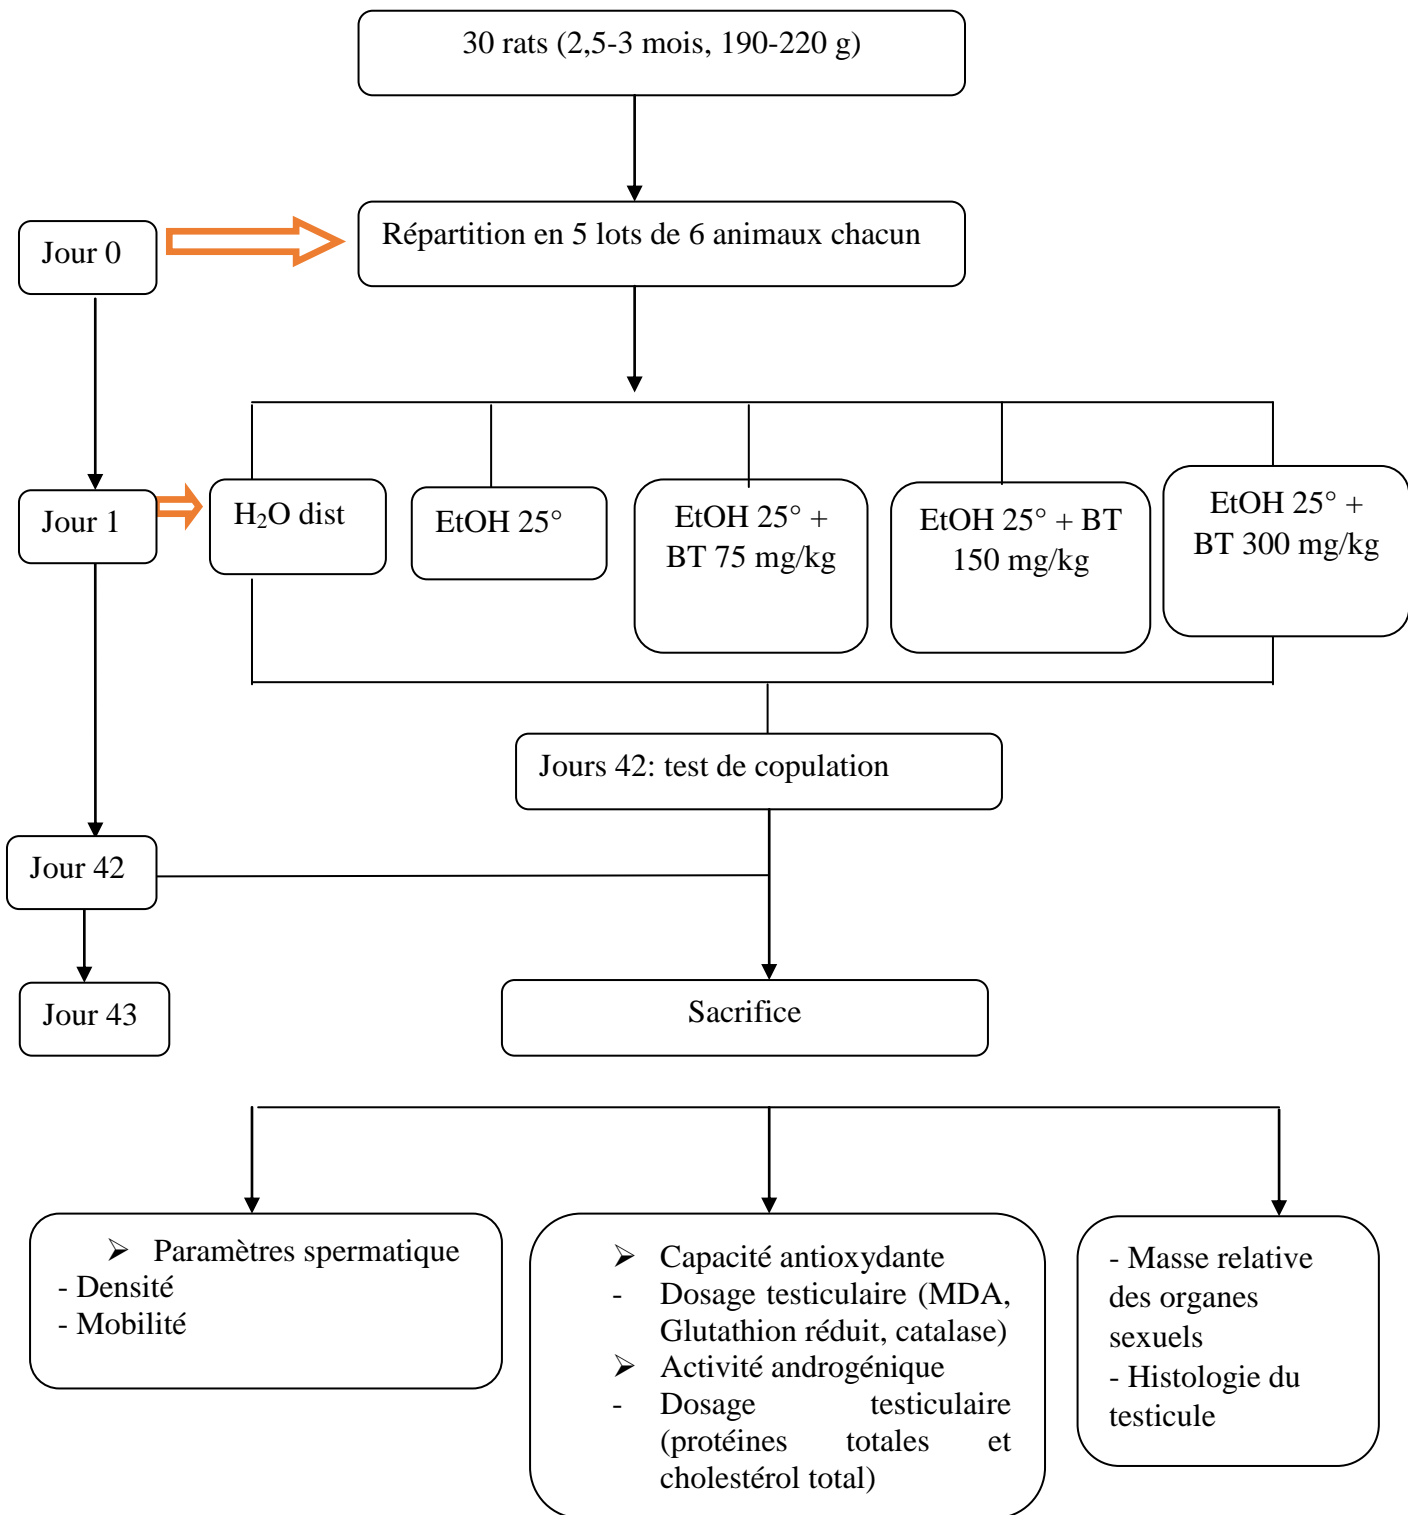 30 rats (2,5-3 mois, 190-220 g)
Jour 0
Répartition en 5 lots de 6 animaux chacun
Jour 1
H₂O dist
EtOH 25°
EtOH 25° +
BT 75 mg/kg
EtOH 25° + BT
150 mg/kg
EtOH 25° +
BT 300 mg/kg
Jours 42: test de copulation
Jour 42
Jour 43
Sacrifice
➢ Paramètres spermatique
- Densité
- Mobilité
➢ Capacité antioxydante
- Dosage testiculaire (MDA,
Glutathion réduit, catalase)
➢ Activité androgénique
- Dosage testiculaire
(protéines totales et
cholestérol total)
- Masse relative
des organes
sexuels
- Histologie du
testicule